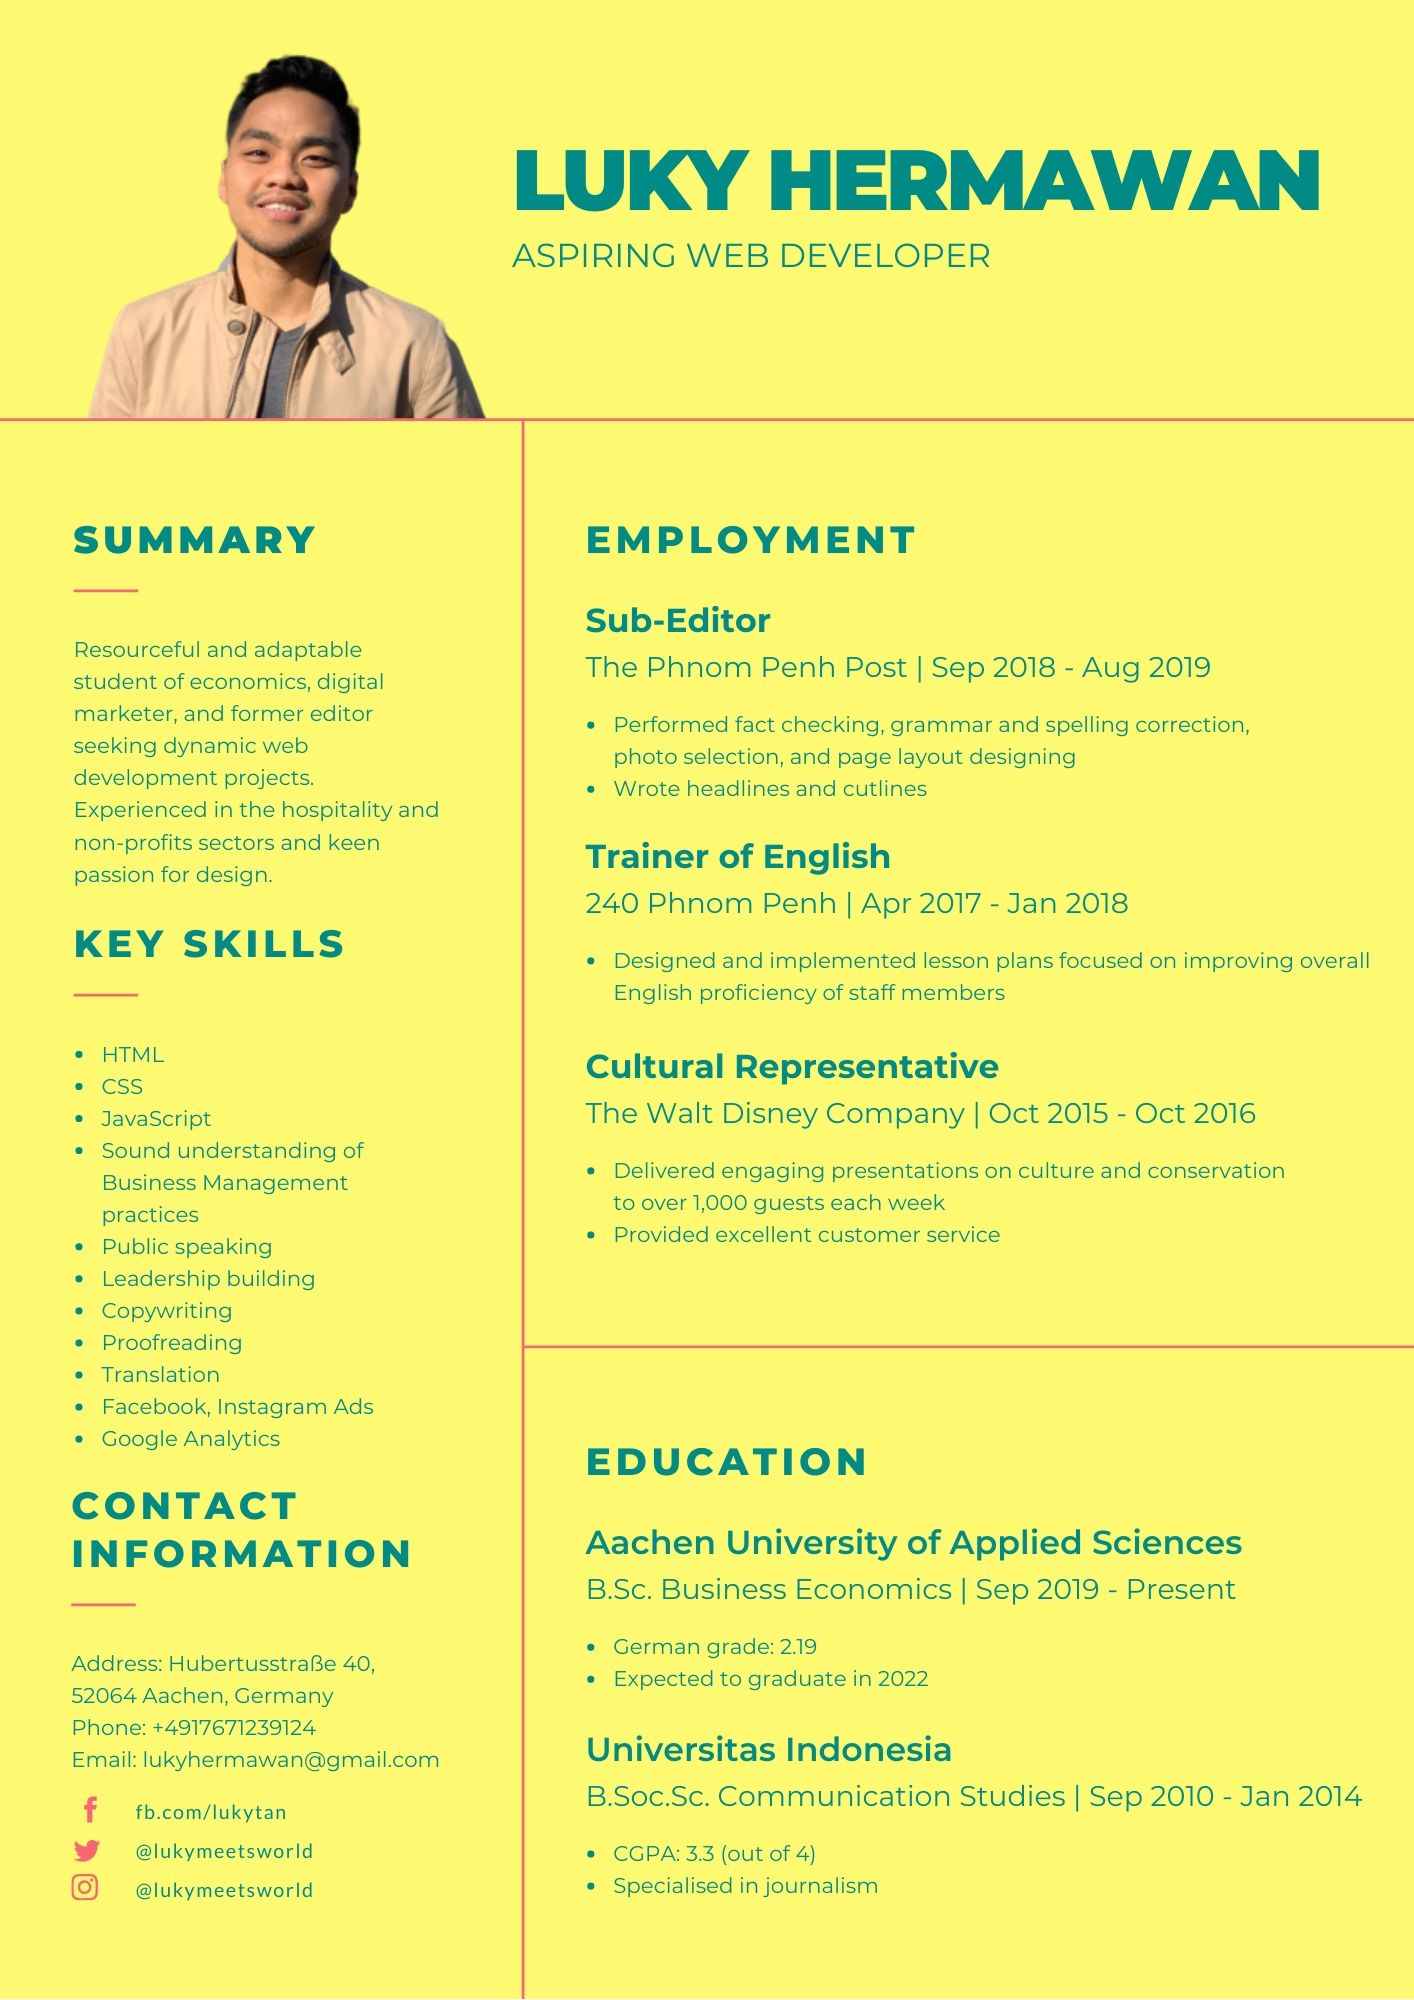 LUKY HERMAWAN
ASPIRING WEB DEVELOPER
SUMMARY
Resourceful and adaptable
student of economics, digital
marketer, and former editor
seeking dynamic web
development projects.
Experienced in the hospitality and
non-profits sectors and keen
passion for design.
KEY SKILLS
• HTML
• CSS
• JavaScript
• Sound understanding of
Business Management
practices
• Public speaking
• Leadership building
• Copywriting
• Proofreading
• Translation
• Facebook, Instagram Ads
• Google Analytics
CONTACT
INFORMATION
Address: Hubertusstraße 40,
52064 Aachen, Germany
Phone: +4917671239124
Email: lukyhermawan@gmail.com
fb.com/lukytan
@lukymeetsworld
@lukymeetsworld
EMPLOYMENT
Sub-Editor
The Phnom Penh Post | Sep 2018 - Aug 2019
• Performed fact checking, grammar and spelling correction,
photo selection, and page layout designing
• Wrote headlines and cutlines
Trainer of English
240 Phnom Penh | Apr 2017 - Jan 2018
• Designed and implemented lesson plans focused on improving overall
English proficiency of staff members
Cultural Representative
The Walt Disney Company | Oct 2015 - Oct 2016
• Delivered engaging presentations on culture and conservation
to over 1,000 guests each week
• Provided excellent customer service
EDUCATION
Aachen University of Applied Sciences
B.Sc. Business Economics | Sep 2019 - Present
• German grade: 2.19
• Expected to graduate in 2022
Universitas Indonesia
B.Soc.Sc. Communication Studies | Sep 2010 - Jan 2014
• CGPA: 3.3 (out of 4)
• Specialised in journalism